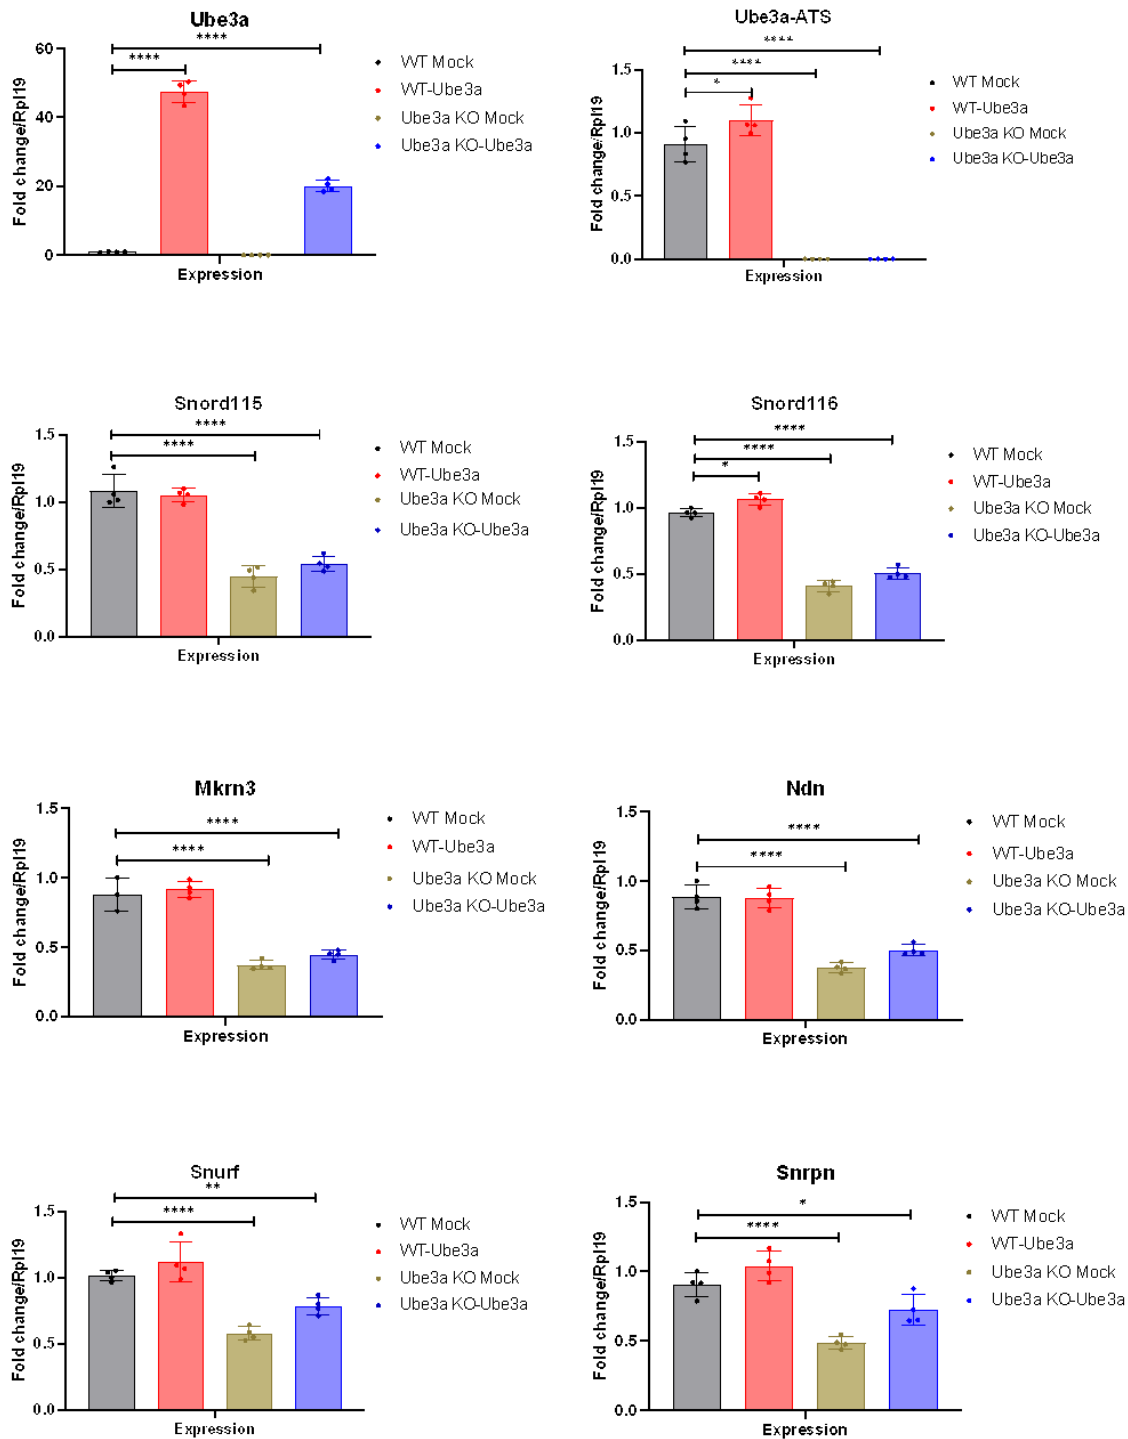 Ube3a
****
****
60
40
20
0
Fold change/Rpl19
Expression
WT Mock
WT-Ube3a
Ube3a KO Mock
Ube3a KO-Ube3a
Ube3a-ATS
****
****
*
1.5
1.0
0.5
0.0
Fold change/Rpl19
Expression
WT Mock
WT-Ube3a
Ube3a KO Mock
Ube3a KO-Ube3a
Snord115
****
****
1.5
1.0
0.5
0.0
Fold change/Rpl19
Expression
WT Mock
WT-Ube3a
Ube3a KO Mock
Ube3a KO-Ube3a
Snord116
****
****
*
1.5
1.0
0.5
0.0
Fold change/Rpl19
Expression
WT Mock
WT-Ube3a
Ube3a KO Mock
Ube3a KO-Ube3a
Mkrn3
****
****
1.5
1.0
0.5
0.0
Fold change/Rpl19
Expression
WT Mock
WT-Ube3a
Ube3a KO Mock
Ube3a KO-Ube3a
Ndn
****
****
1.5
1.0
0.5
0.0
Fold change/Rpl19
Expression
WT Mock
WT-Ube3a
Ube3a KO Mock
Ube3a KO-Ube3a
Snurf
**
****
1.5
1.0
0.5
0.0
Fold change/Rpl19
Expression
WT Mock
WT-Ube3a
Ube3a KO Mock
Ube3a KO-Ube3a
Snrpn
*
****
1.5
1.0
0.5
0.0
Fold change/Rpl19
Expression
WT Mock
WT-Ube3a
Ube3a KO Mock
Ube3a KO-Ube3a